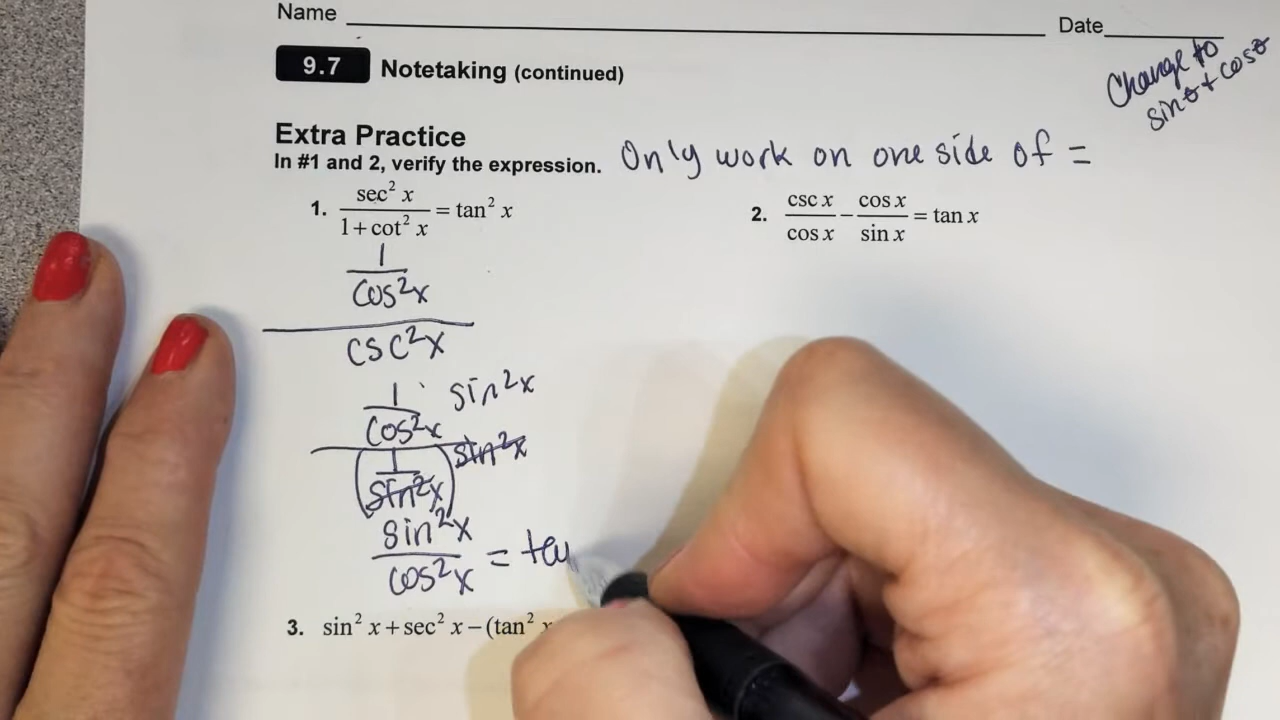 Name Date
Change to
sinθ + cosθ
9.7 Notetaking (continued)
Extra Practice
In #1 and 2, verify the expression. Only work on one side of =
1. sec² x / 1 + cot² x = tan² x
2. csc x / cos x − cos x / sin x = tan x
1
cos²x
csc²x
1 · sin²x
cos²x
1 sin²x
sin²x
sin²x
cos²x = tan
3. sin² x + sec² x − (tan² x